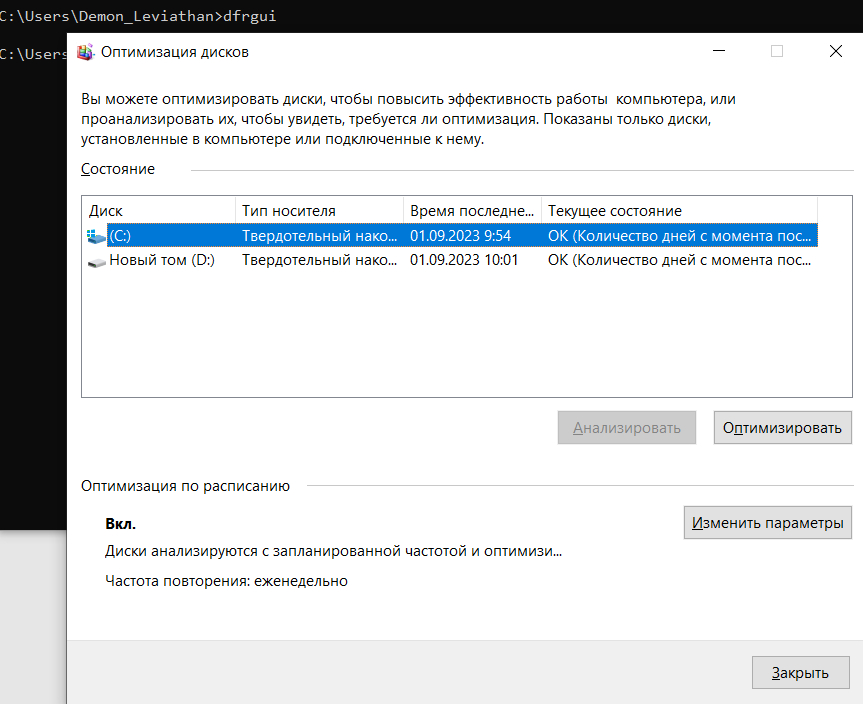 C:\Users\Demon_Leviathan>dfrgui
C:\Users
Оптимизация дисков
Вы можете оптимизировать диски, чтобы повысить эффективность работы компьютера, или
проанализировать их, чтобы увидеть, требуется ли оптимизация. Показаны только диски,
установленные в компьютере или подключенные к нему.
Состояние
Диск Тип носителя Время последне... Текущее состояние
(C:) Твердотельный нако... 01.09.2023 9:54 ОК (Количество дней с момента пос...
Новый том (D:) Твердотельный нако... 01.09.2023 10:01 ОК (Количество дней с момента пос...
Анализировать Оптимизировать
Оптимизация по расписанию
Вкл. Изменить параметры
Диски анализируются с запланированной частотой и оптимизи...
Частота повторения: еженедельно
Закрыть